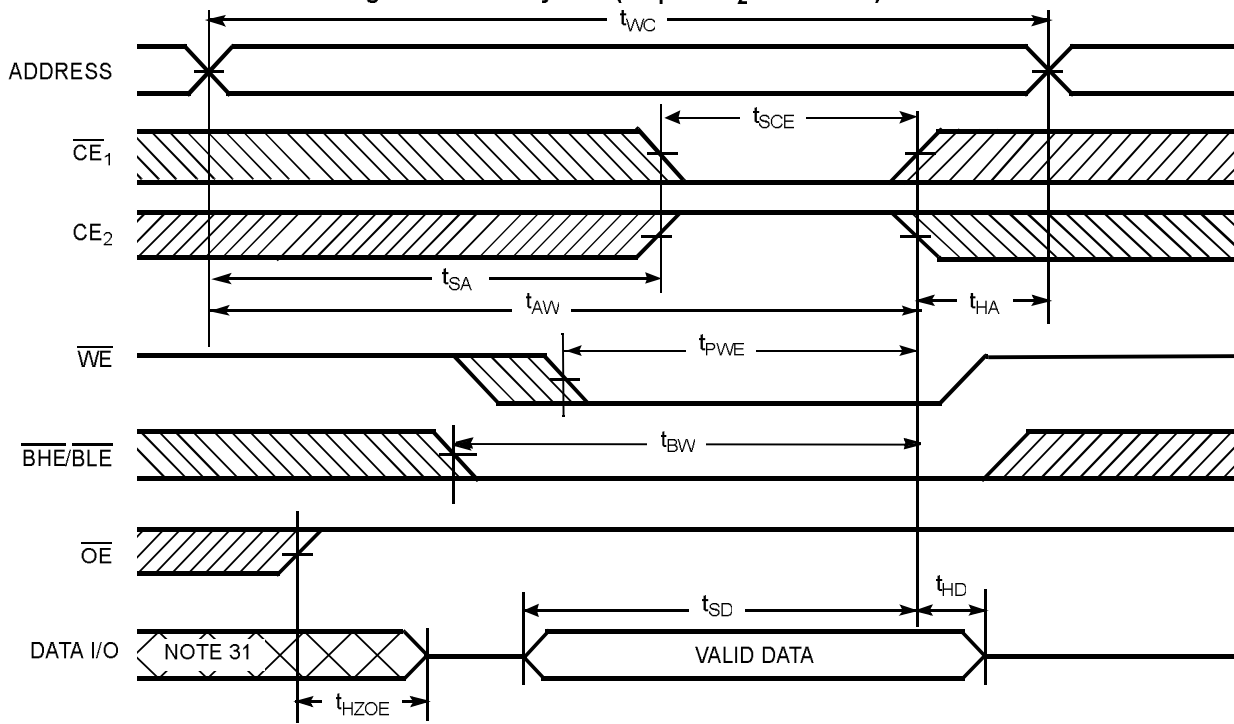 tWC
ADDRESS
tSCE
CE1
CE2
tSA
tAW
tHA
tPWE
WE
tBW
BHE/BLE
OE
tHD
tSD
DATA I/O
NOTE 31
VALID DATA
tHZOE